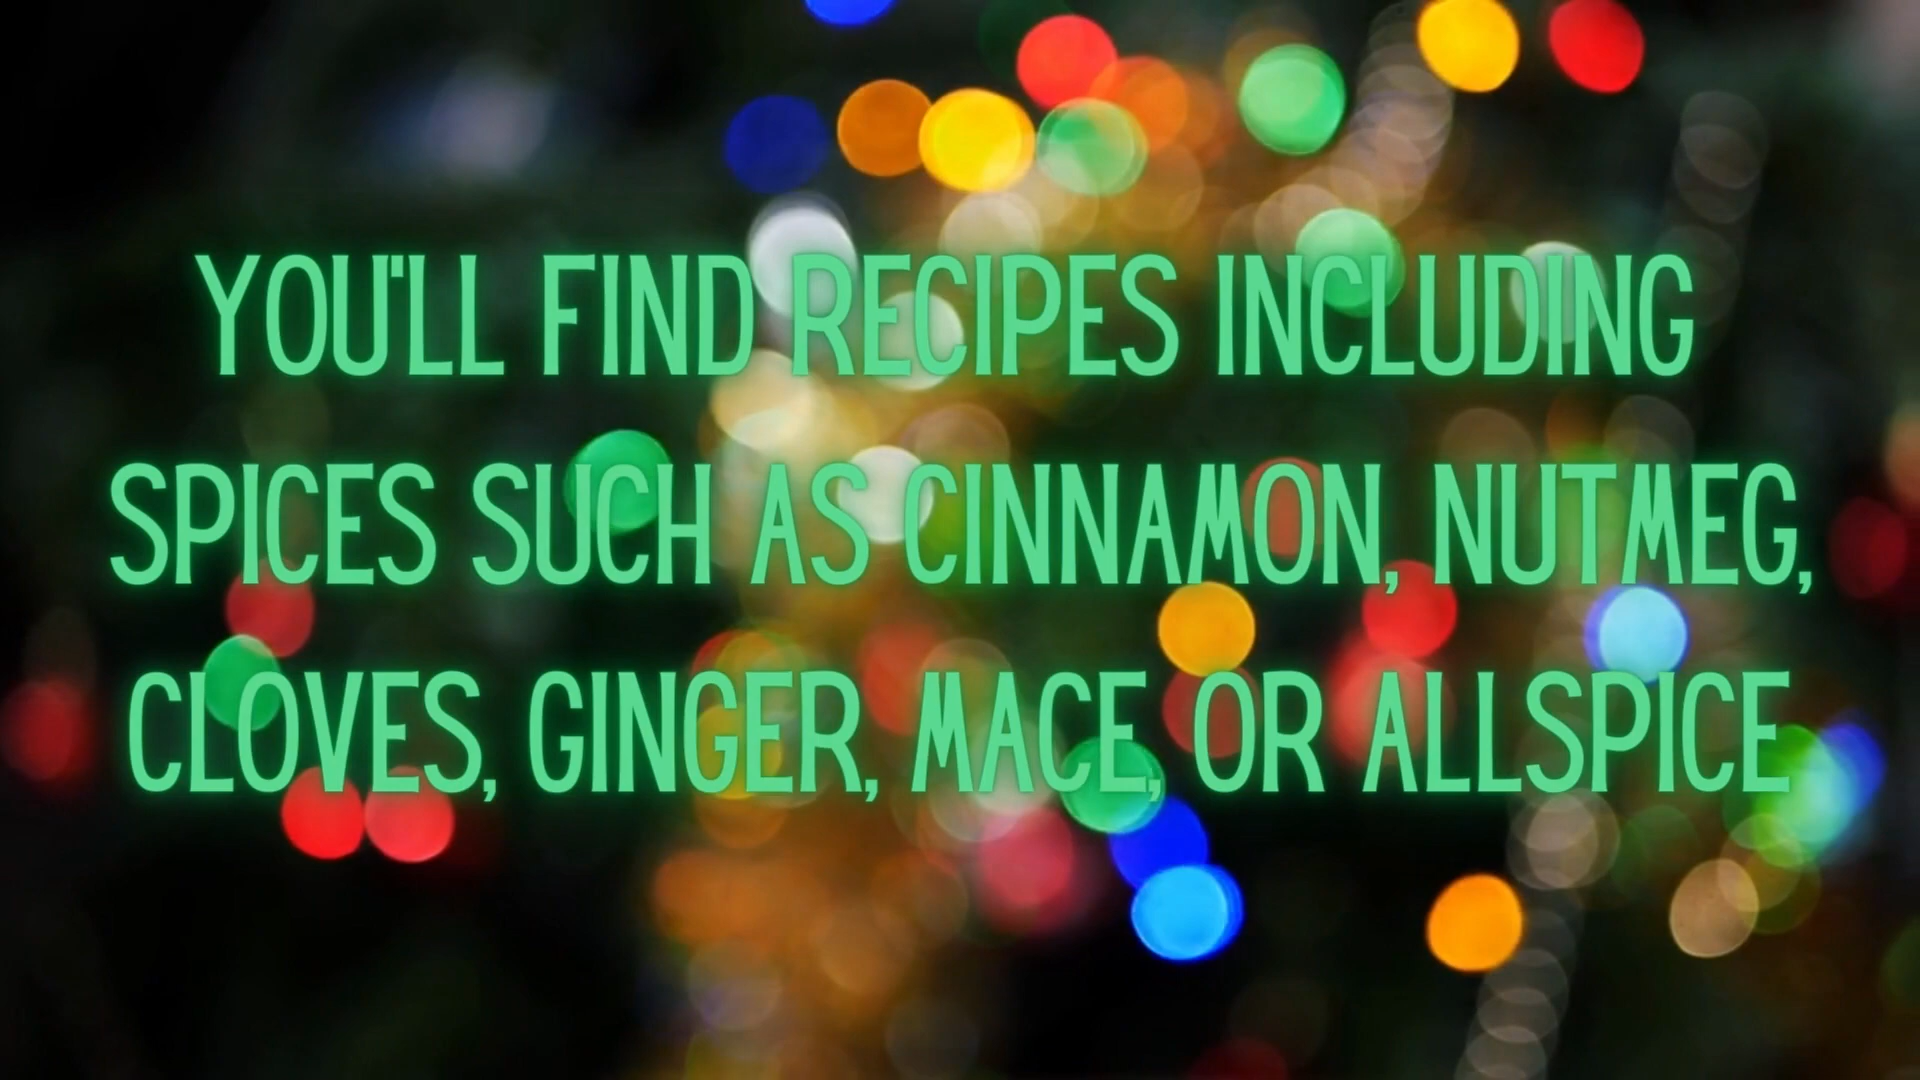 YOU'LL FIND RECIPES INCLUDING
SPICES SUCH AS CINNAMON, NUTMEG,
CLOVES, GINGER, MACE, OR ALLSPICE